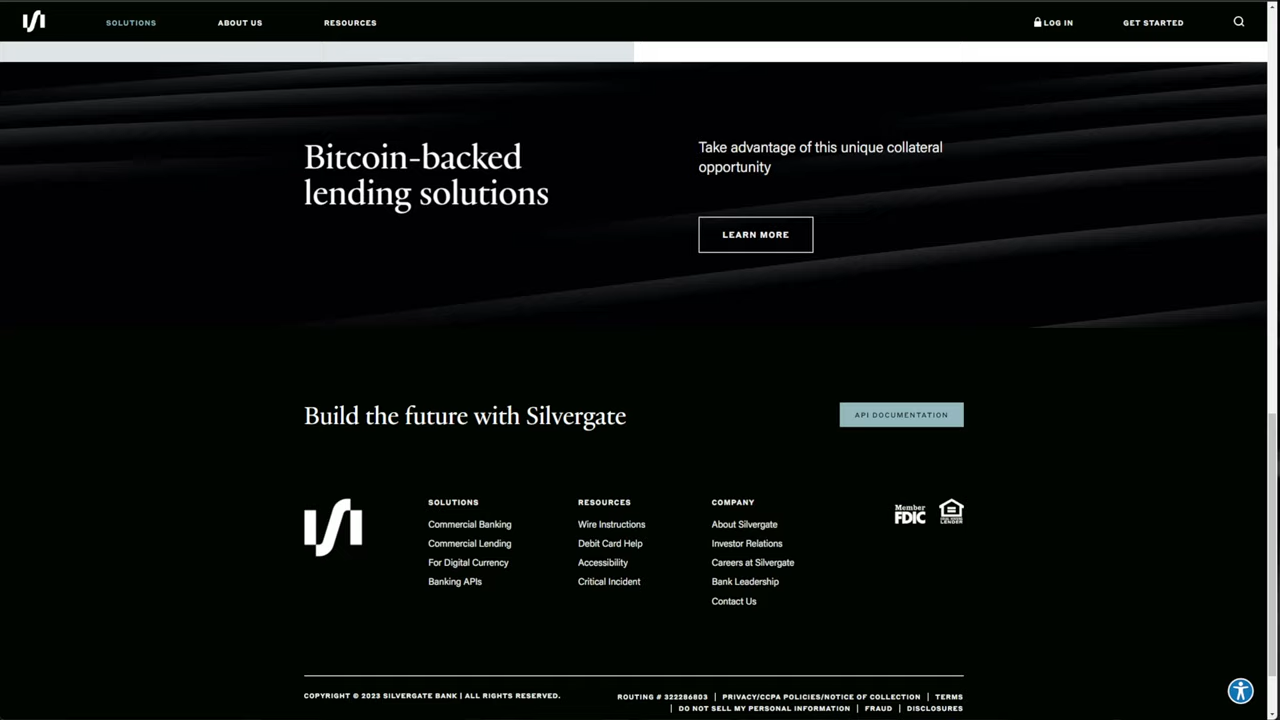 SOLUTIONS ABOUT US RESOURCES LOG IN GET STARTED
Bitcoin-backed
lending solutions
Take advantage of this unique collateral
opportunity
LEARN MORE
Build the future with Silvergate
API DOCUMENTATION
SOLUTIONS
Commercial Banking
Commercial Lending
For Digital Currency
Banking APIs
RESOURCES
Wire Instructions
Debit Card Help
Accessibility
Critical Incident
COMPANY
About Silvergate
Investor Relations
Careers at Silvergate
Bank Leadership
Contact Us
Member
FDIC
EQUAL HOUSING
LENDER
COPYRIGHT © 2023 SILVERGATE BANK | ALL RIGHTS RESERVED.
ROUTING # 322286803 | PRIVACY/CCPA POLICIES/NOTICE OF COLLECTION | TERMS
| DO NOT SELL MY PERSONAL INFORMATION | FRAUD | DISCLOSURES